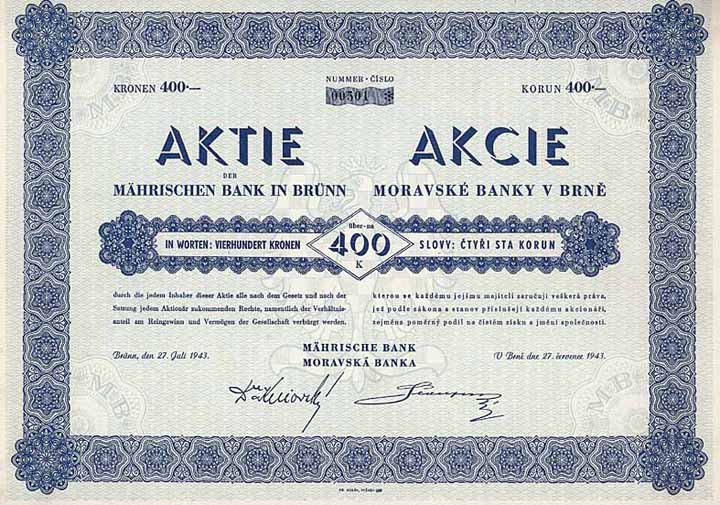 NUMMER · ČÍSLO
00501
KRONEN 400·—
KORUN 400·—
AKTIE
DER
MÄHRISCHEN BANK IN BRÜNN
AKCIE
MORAVSKÉ BANKY V BRNĚ
IN WORTEN: VIERHUNDERT KRONEN
über-na
400
K
SLOVY: ČTYŘI STA KORUN
durch die jedem Inhaber dieser Aktie alle nach dem Gesetz und nach der
Satzung jedem Aktionär zukommenden Rechte, namentlich der Verhältnis-
anteil am Reingewinn und Vermögen der Gesellschaft verbürgt werden.
kterou se každému jejímu majiteli zaručují veškerá práva,
jež podle zákona a stanov příslušejí každému akcionáři,
zejména poměrný podíl na čistém zisku a jmění společnosti.
Brünn, den 27. Juli 1943.
V Brně dne 27. července 1943.
MÄHRISCHE BANK
MORAVSKÁ BANKA
M·B
M·B
M·B
M·B